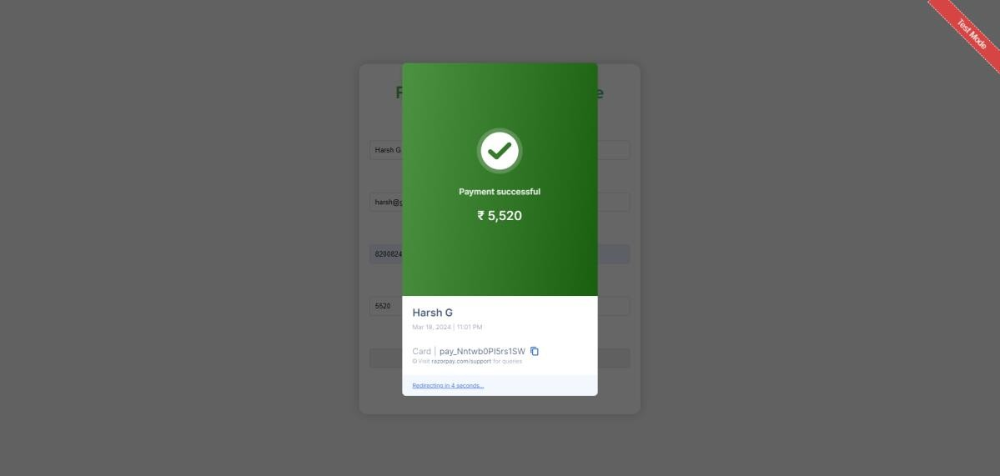 Test Mode
F
e
Harsh G
harsh@g
8200824
5520
Payment successful
₹ 5,520
Harsh G
Mar 18, 2024 | 11:01 PM
Card | pay_Nntwb0PI5rs1SW
Visit razorpay.com/support for queries
Redirecting in 4 seconds...